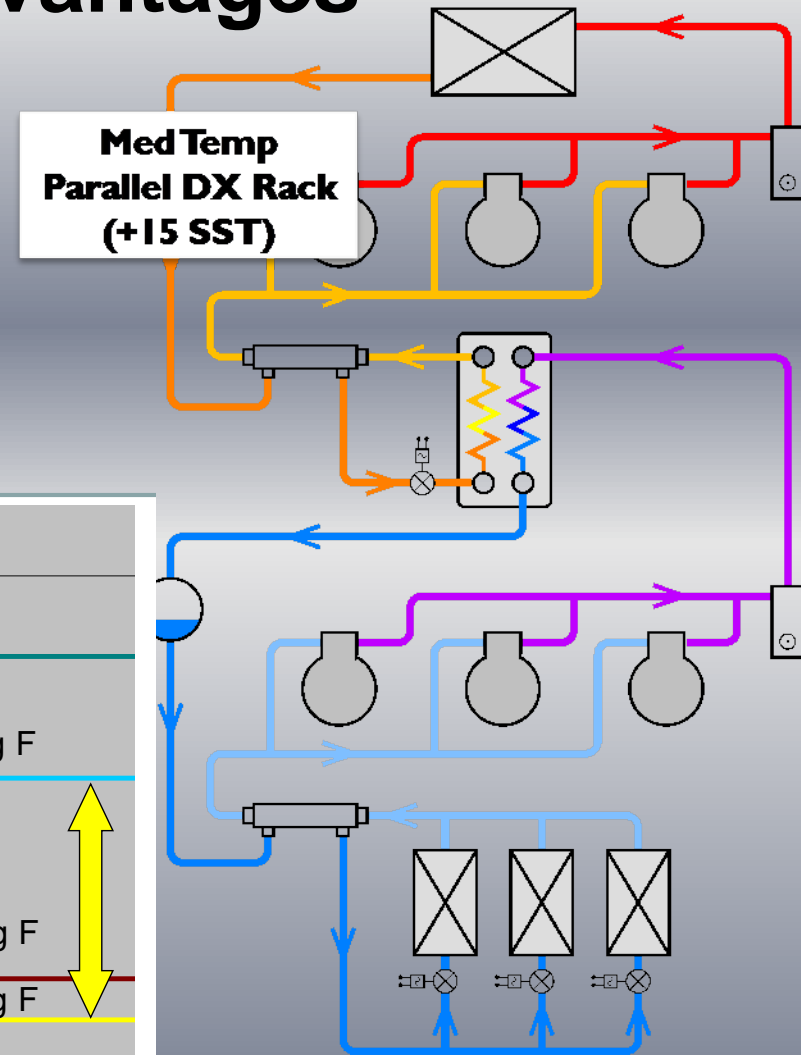 vantages
Med Temp
Parallel DX Rack
(+15 SST)
g F
g F
g F